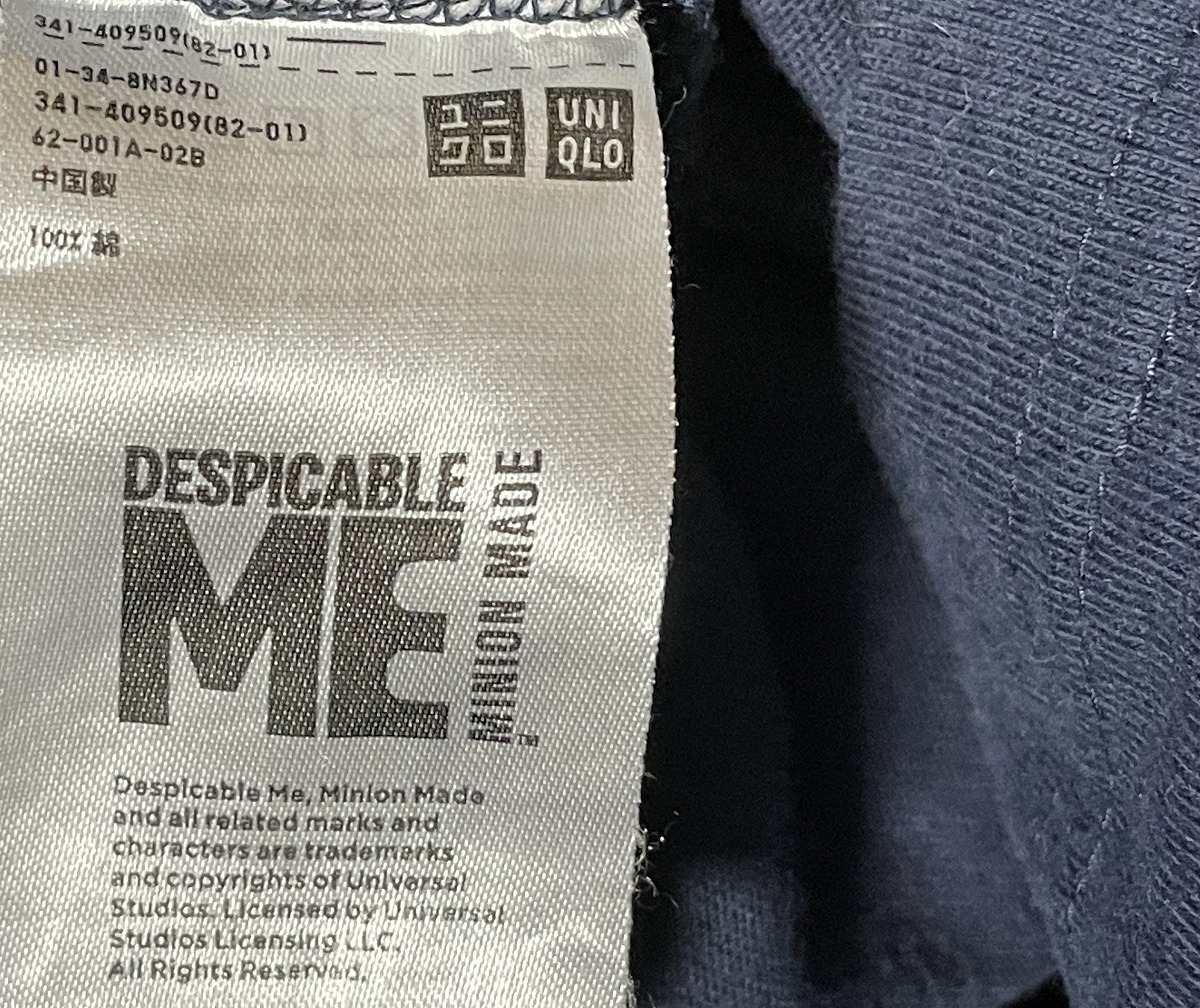 341-409509(82-01)
01-34-8N367D
341-409509(82-01)
62-001A-02B
中国製
100% 綿
ユニ
クロ
UNI
QLO
DESPICABLE
ME
MINION MADE
TM
Despicable Me, Minion Made
and all related marks and
characters are trademarks
and copyrights of Universal
Studios. Licensed by Universal
Studios Licensing LLC.
All Rights Reserved.